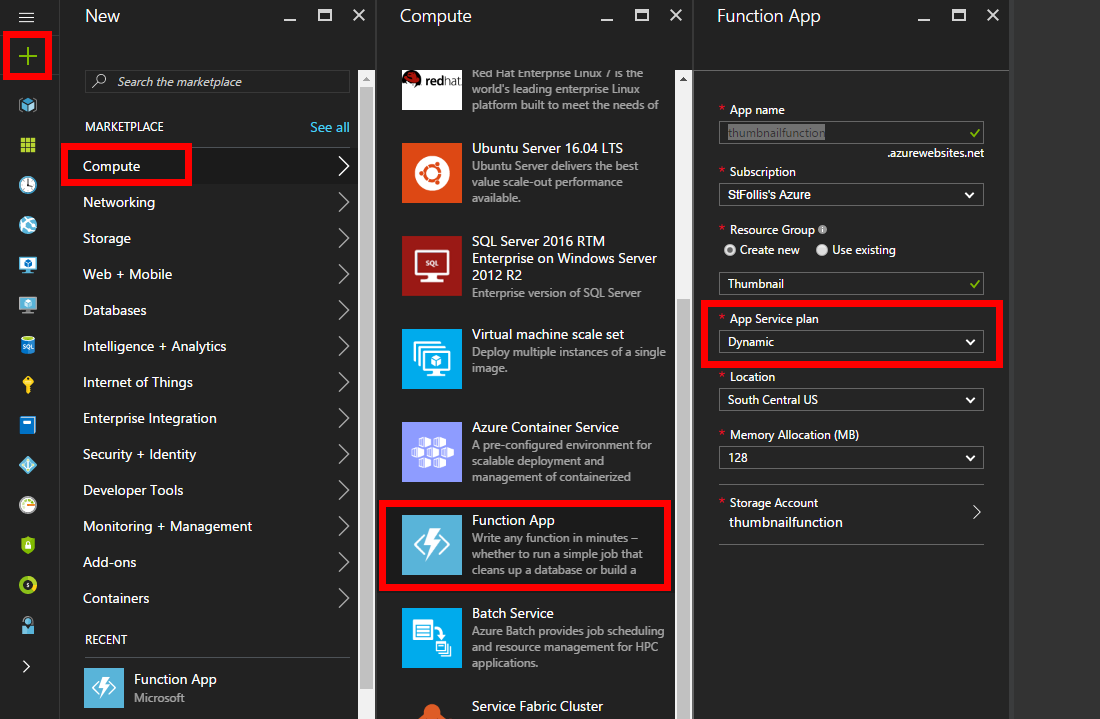 New
Search the marketplace
MARKETPLACE
See all
Compute
Networking
Storage
Web + Mobile
Databases
Intelligence + Analytics
Internet of Things
Enterprise Integration
Security + Identity
Developer Tools
Monitoring + Management
Add-ons
Containers
RECENT
Function App
Microsoft
SQL
Compute
redhat
Red Hat Enterprise Linux 7 is the
world's leading enterprise Linux
platform built to meet the needs of
Ubuntu Server 16.04 LTS
Ubuntu Server delivers the best
value scale-out performance
available.
SQL
SQL Server 2016 RTM
Enterprise on Windows Server
2012 R2
Enterprise version of SQL Server
Virtual machine scale set
Deploy multiple instances of a single
image.
Azure Container Service
A pre-configured environment for
scalable deployment and
management of containerized
Function App
Write any function in minutes –
whether to run a simple job that
cleans up a database or build a
Batch Service
Azure Batch provides job scheduling
and resource management for HPC
applications.
Service Fabric Cluster
Function App
* App name
thumbnailfunction
.azurewebsites.net
* Subscription
StFollis's Azure
* Resource Group
Create new Use existing
Thumbnail
* App Service plan
Dynamic
* Location
South Central US
* Memory Allocation (MB)
128
* Storage Account
thumbnailfunction